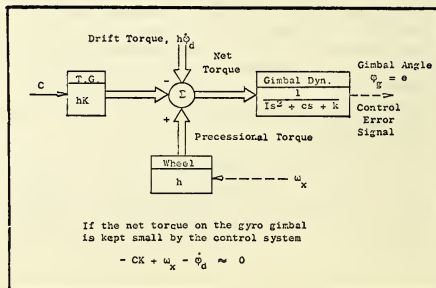 Drift Torque, hφ̇d
Net
Torque
Gimbal Angle
φg = e
C
T.G.
hK
-
-
Σ
+
Gimbal Dyn.
1
Is² ÷ cs + k
Control
Error
Signal
Precessional Torque
Wheel
h
ωx
If the net torque on the gyro gimbal
is kept small by the control system
- CK + ωx - φ̇d ≈ 0